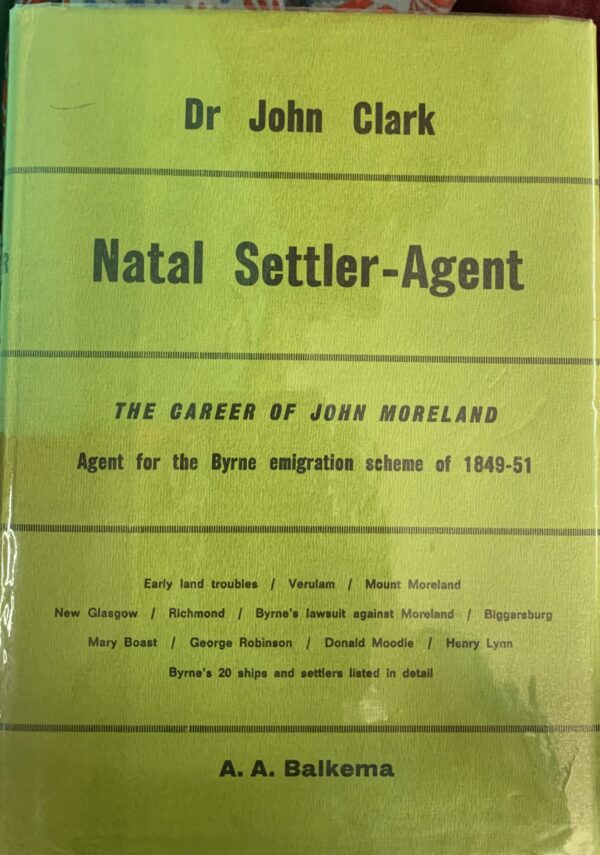 Dr John Clark
Natal Settler-Agent
THE CAREER OF JOHN MORELAND
Agent for the Byrne emigration scheme of 1849-51
Early land troubles / Verulam / Mount Moreland
New Glasgow / Richmond / Byrne's lawsuit against Moreland / Biggarsburg
Mary Boast / George Robinson / Donald Moodie / Henry Lynn
Byrne's 20 ships and settlers listed in detail
A. A. Balkema